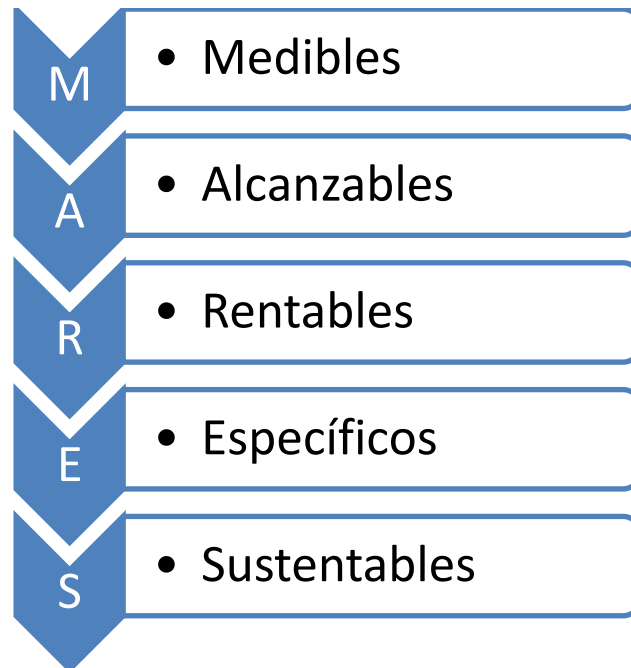 M
• Medibles
A
• Alcanzables
R
• Rentables
E
• Específicos
S
• Sustentables